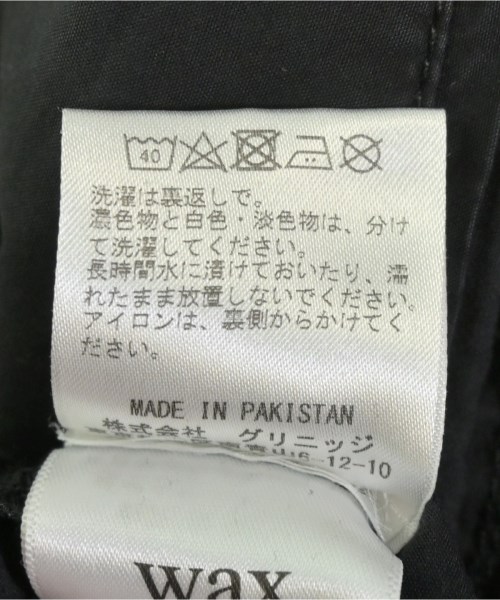 40
洗濯は裏返しで。
濃色物と白色・淡色物は、分け
て洗濯してください。
長時間水に漬けておいたり、濡
れたまま放置しないでください。
アイロンは、裏側からかけてく
ださい。
MADE IN PAKISTAN
株式会社 グリニッジ
6-12-10
wax